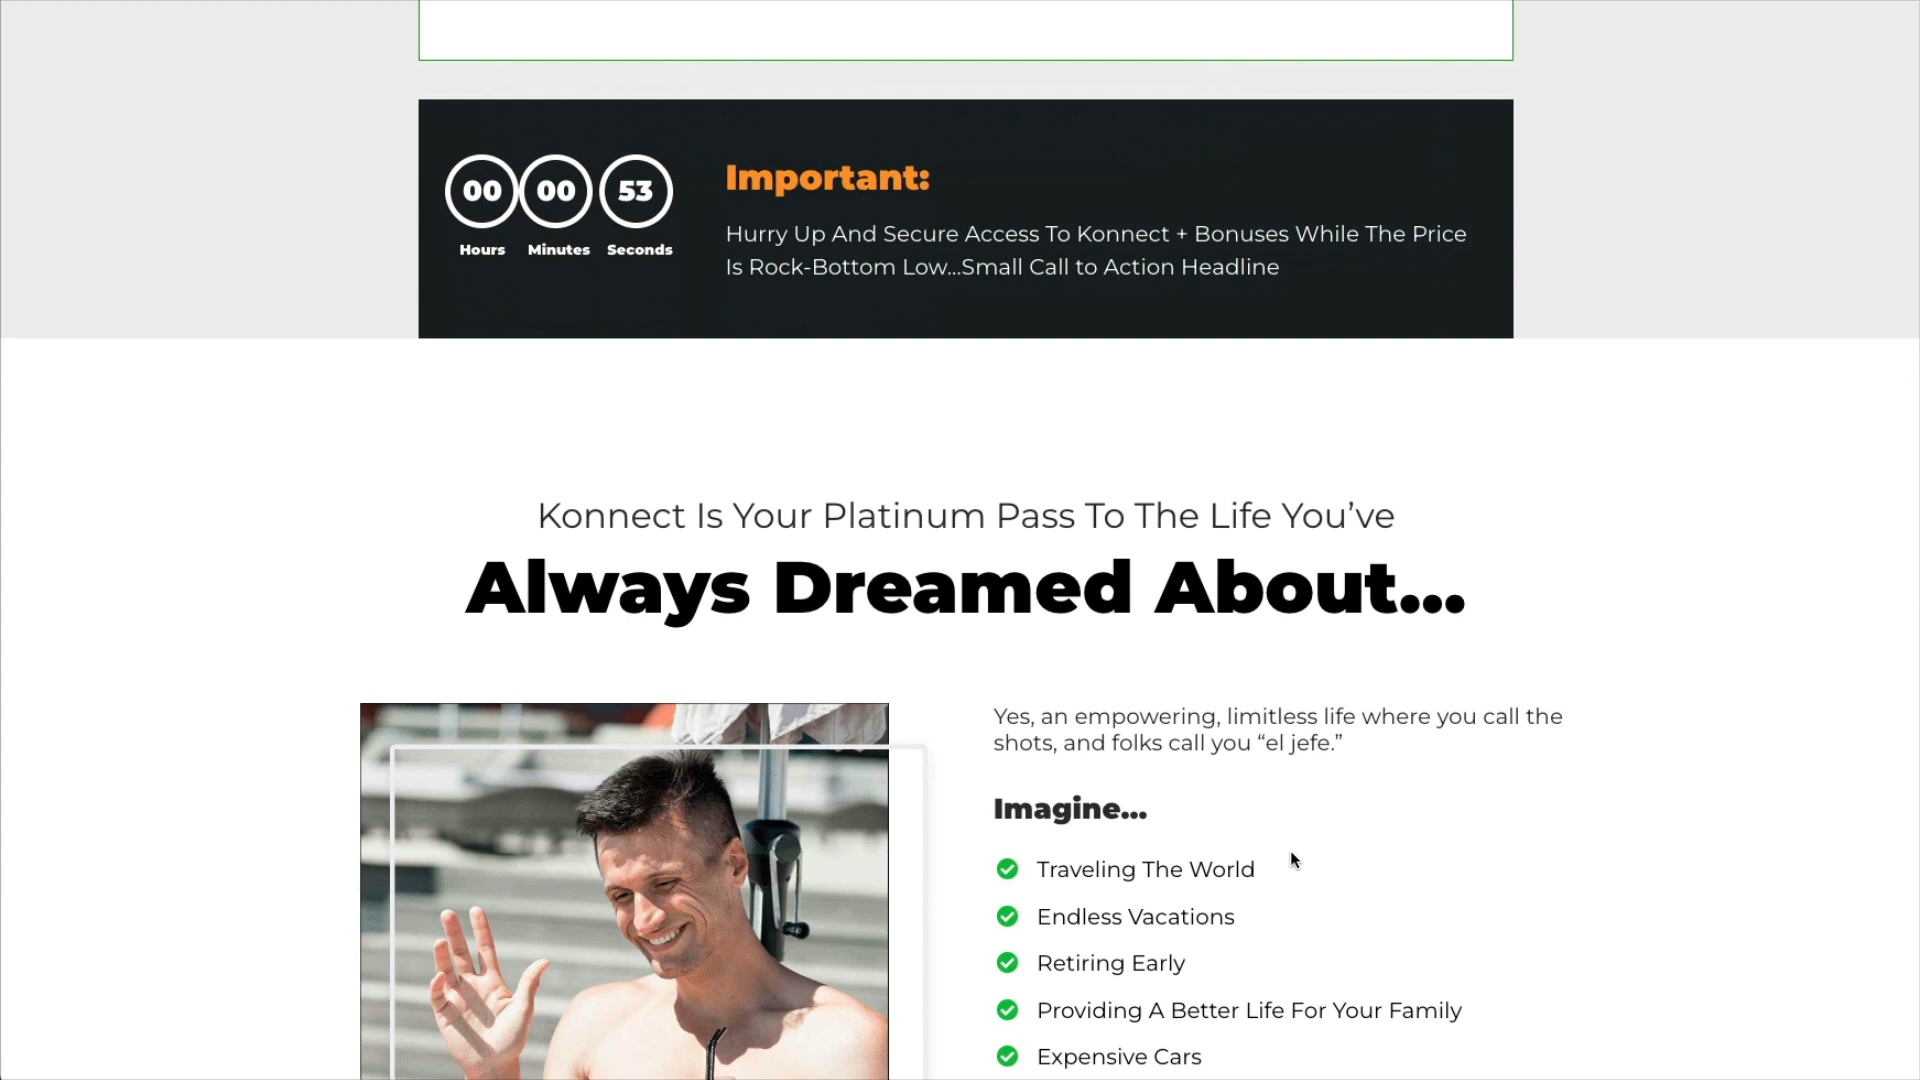 00 00 53
Hours Minutes Seconds
Important:
Hurry Up And Secure Access To Konnect + Bonuses While The Price
Is Rock-Bottom Low...Small Call to Action Headline
Konnect Is Your Platinum Pass To The Life You’ve
Always Dreamed About...
Yes, an empowering, limitless life where you call the
shots, and folks call you “el jefe.”
Imagine...
Traveling The World
Endless Vacations
Retiring Early
Providing A Better Life For Your Family
Expensive Cars